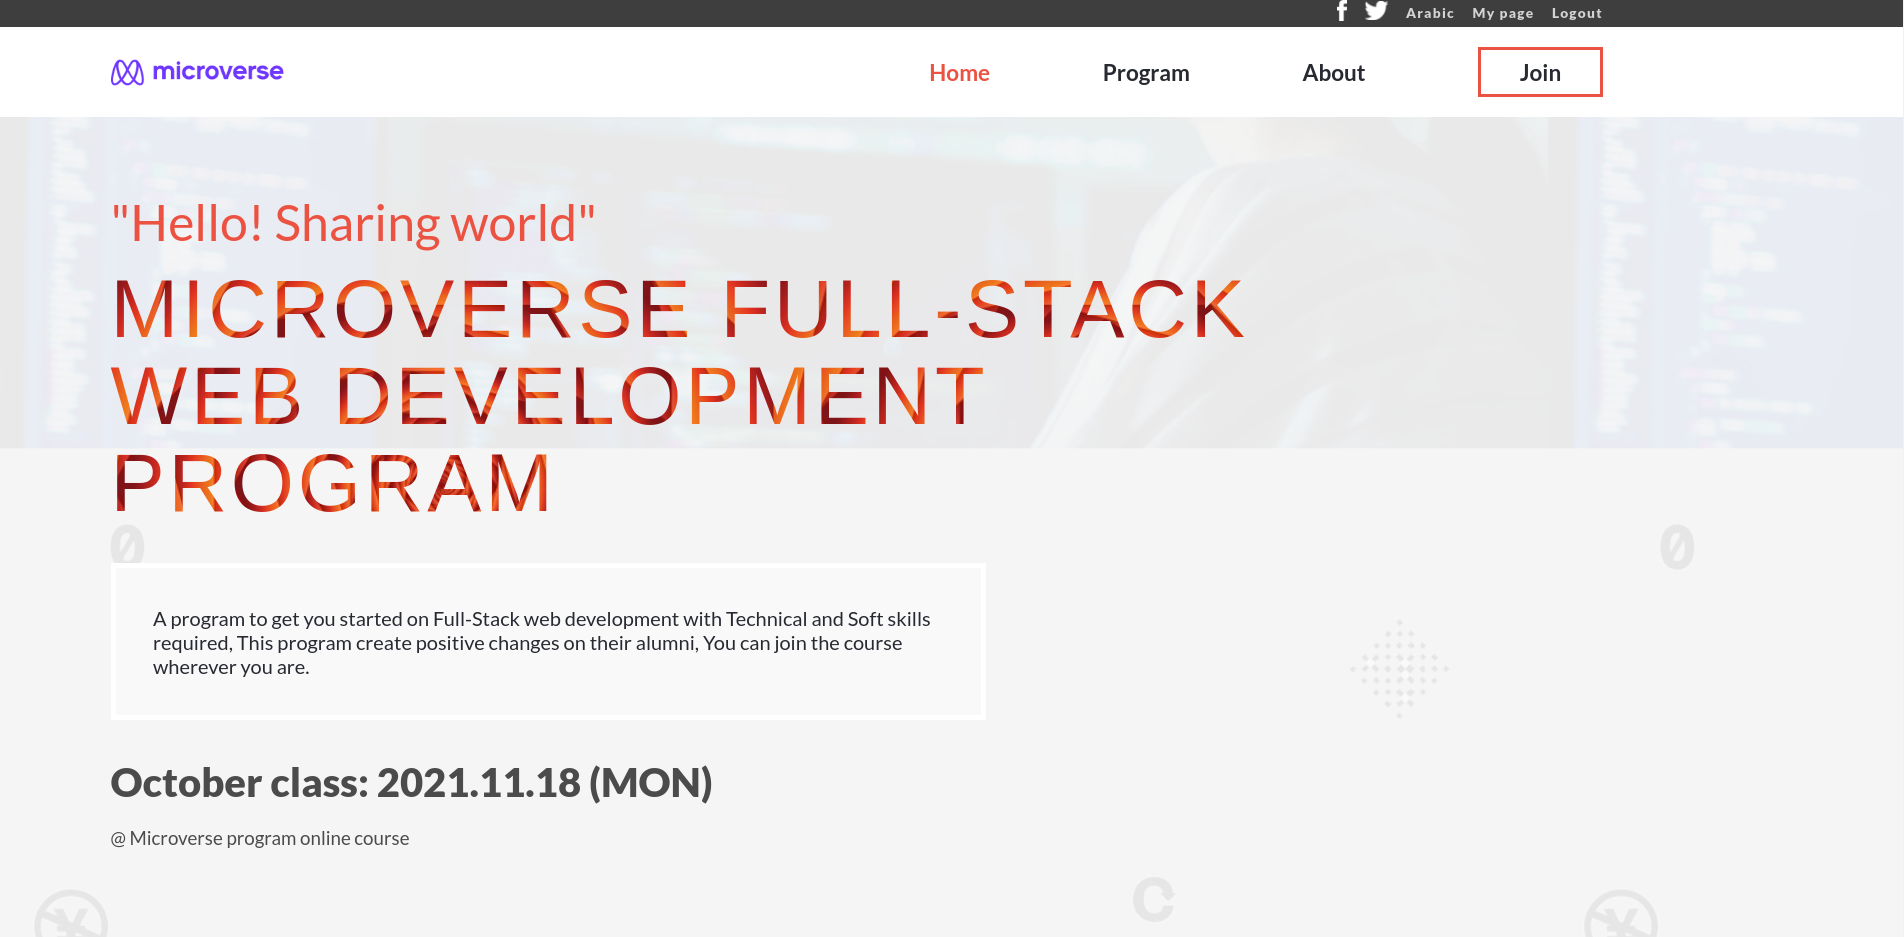 Arabic My page Logout
microverse
Home Program About Join
"Hello! Sharing world"
MICROVERSE FULL-STACK
WEB DEVELOPMENT
PROGRAM
A program to get you started on Full-Stack web development with Technical and Soft skills
required, This program create positive changes on their alumni, You can join the course
wherever you are.
October class: 2021.11.18 (MON)
@ Microverse program online course